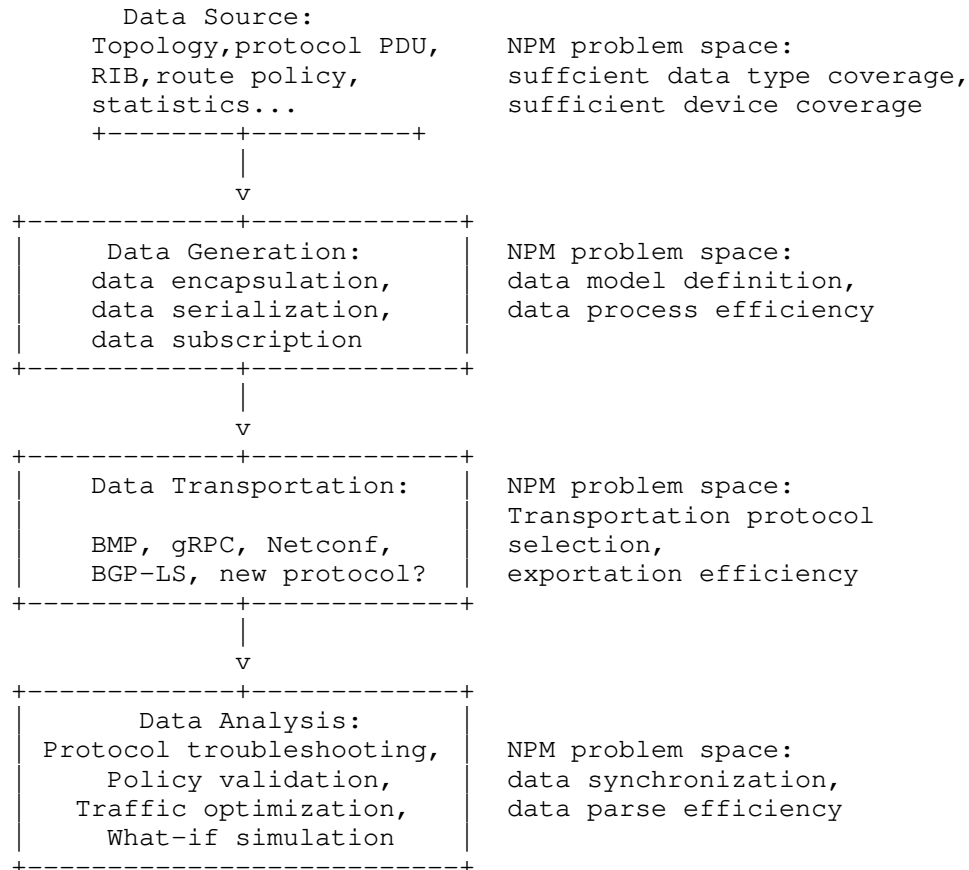 Data Source:
Topology,protocol PDU, NPM problem space:
RIB,route policy, suffcient data type coverage,
statistics... sufficient device coverage
Data Generation: NPM problem space:
data encapsulation, data model definition,
data serialization, data process efficiency
data subscription
Data Transportation: NPM problem space:
Transportation protocol
BMP, gRPC, Netconf, selection,
BGP-LS, new protocol? exportation efficiency
Data Analysis:
Protocol troubleshooting, NPM problem space:
Policy validation, data synchronization,
Traffic optimization, data parse efficiency
What-if simulation